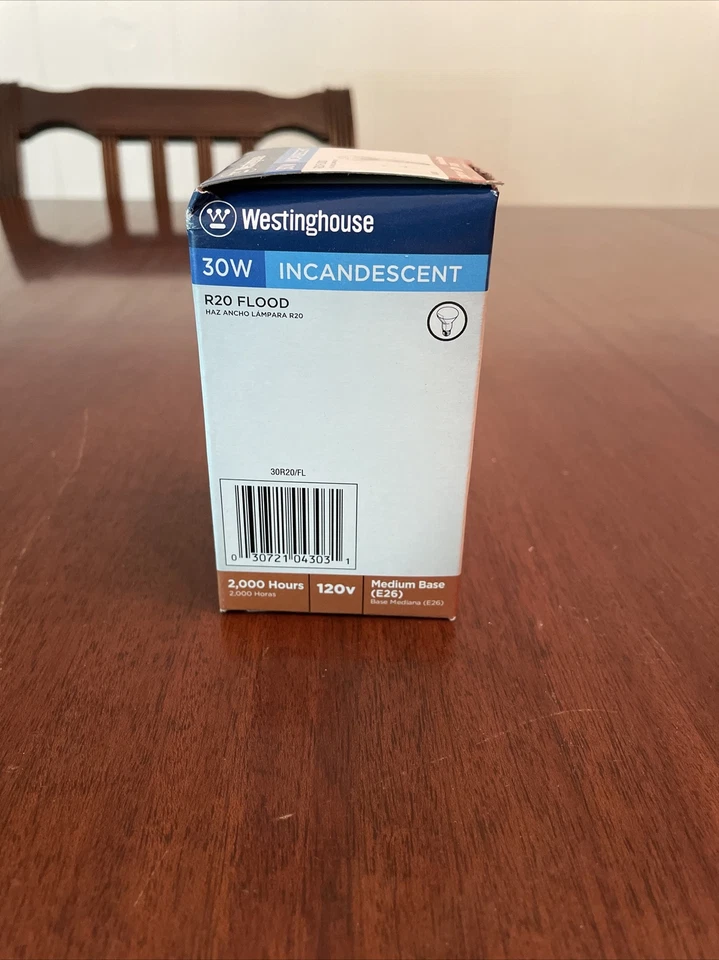 Westinghouse
30W INCANDESCENT
R20 FLOOD
HAZ ANCHO LÁMPARA R20
30R20/FL
0 30721 04303 1
2,000 Hours
2,000 Horas
120v
Medium Base
(E26)
Base Mediana (E26)